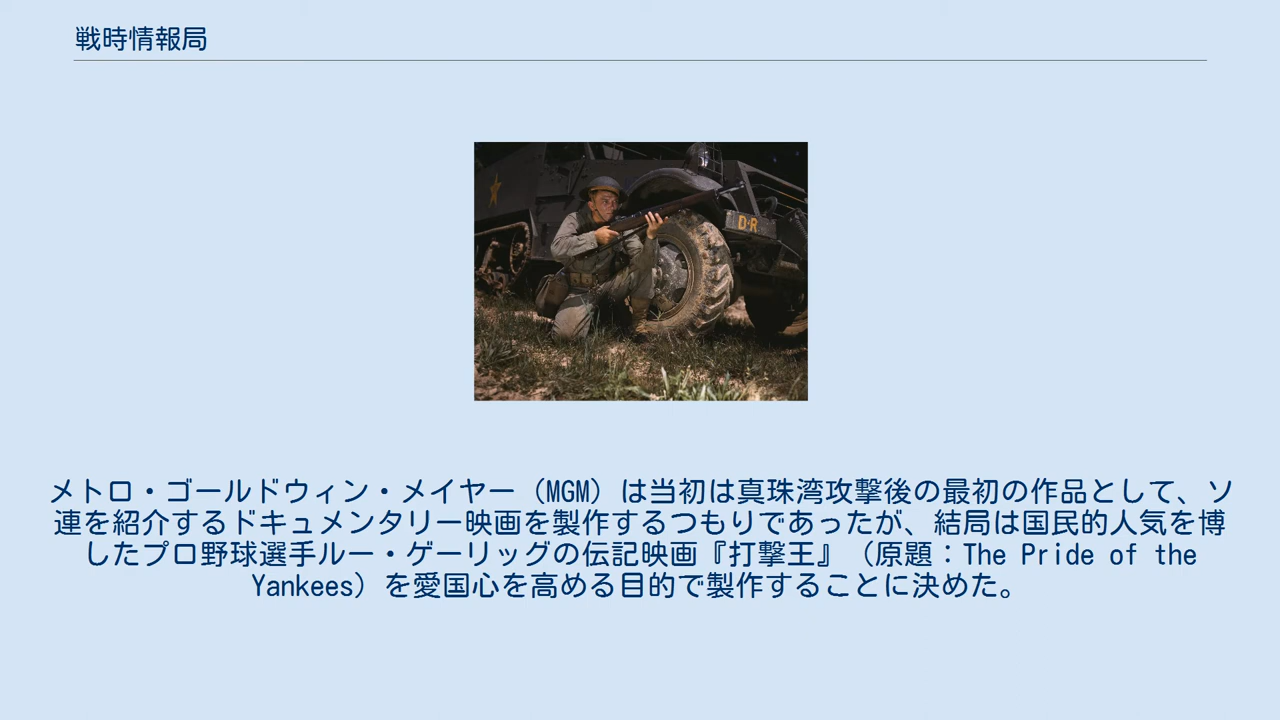 戦時情報局
D·R
メトロ・ゴールドウィン・メイヤー（MGM）は当初は真珠湾攻撃後の最初の作品として、ソ
連を紹介するドキュメンタリー映画を製作するつもりであったが、結局は国民的人気を博
したプロ野球選手ルー・ゲーリッグの伝記映画『打撃王』（原題：The Pride of the
Yankees）を愛国心を高める目的で製作することに決めた。